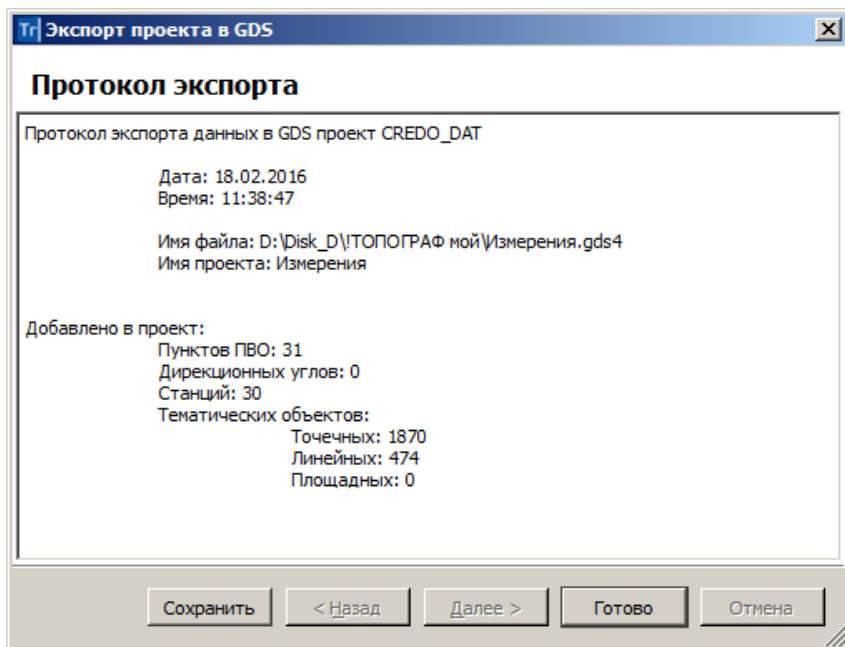 Tr Экспорт проекта в GDS
Протокол экспорта
Протокол экспорта данных в GDS проект CREDO_DAT
Дата: 18.02.2016
Время: 11:38:47
Имя файла: D:\Disk_D\!ТОПОГРАФ мой\Измерения.gds4
Имя проекта: Измерения
Добавлено в проект:
Пунктов ПВО: 31
Дирекционных углов: 0
Станций: 30
Тематических объектов:
Точечных: 1870
Линейных: 474
Площадных: 0
Сохранить < Назад Далее > Готово Отмена